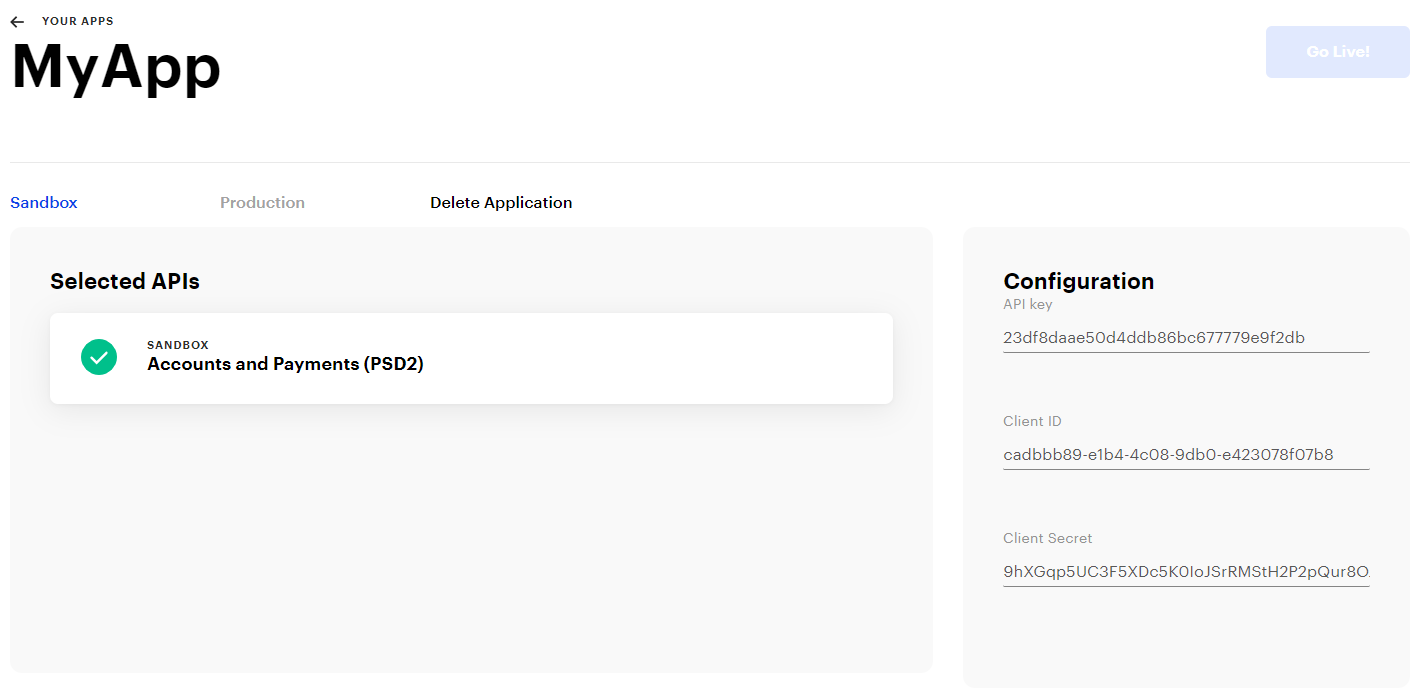 YOUR APPS
MyApp
Go Live!
Sandbox
Production
Delete Application
Selected APIs
SANDBOX
Accounts and Payments (PSD2)
Configuration
API key
23df8daae50d4ddb86bc677779e9f2db
Client ID
cadbbb89-e1b4-4c08-9db0-e423078f07b8
Client Secret
9hXGqp5UC3F5XDc5K0IoJSrRMStH2P2pQur8O